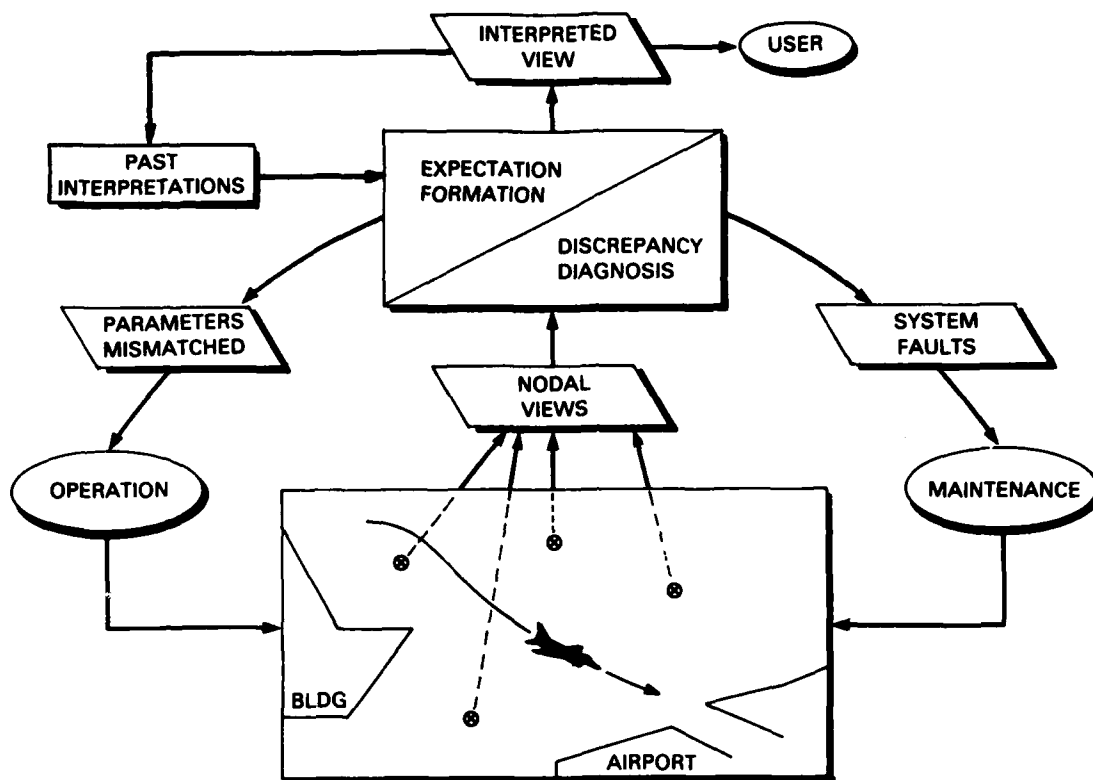 INTERPRETED
VIEW
USER
PAST
INTERPRETATIONS
EXPECTATION
FORMATION
DISCREPANCY
DIAGNOSIS
PARAMETERS
MISMATCHED
SYSTEM
FAULTS
NODAL
VIEWS
OPERATION
MAINTENANCE
BLDG
AIRPORT